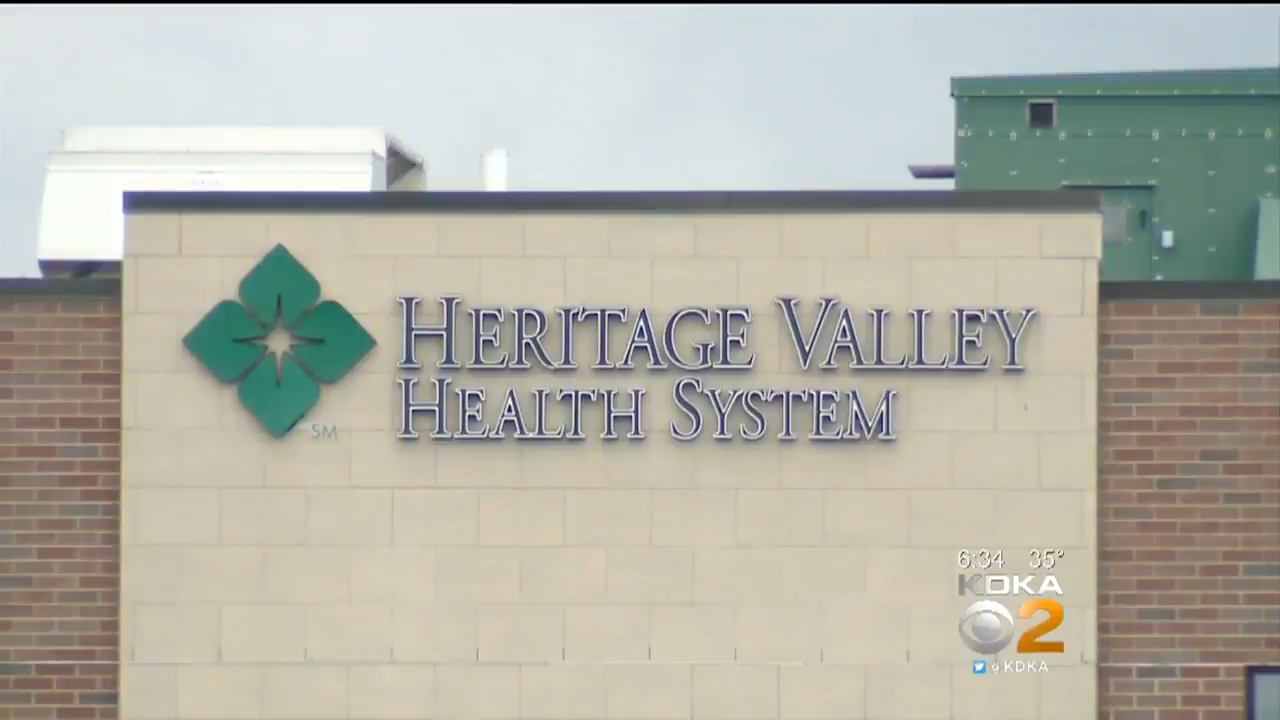 HERITAGE VALLEY
HEALTH SYSTEM
SM
6:34 35°
KDKA
2
@KDKA